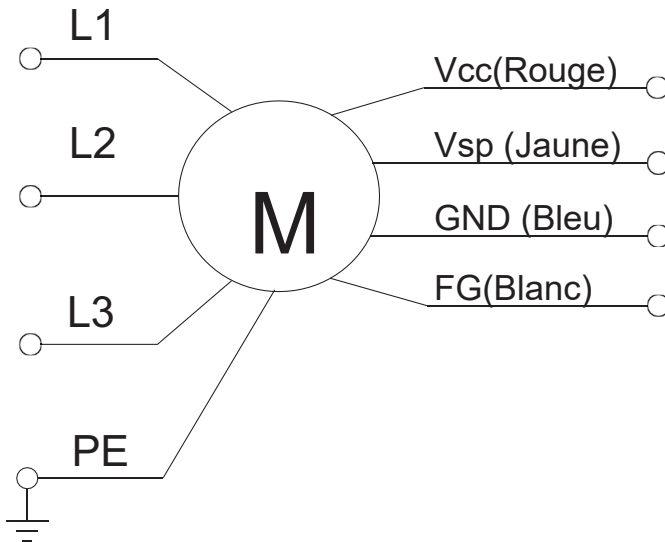 L1
L2
L3
PE
M
Vcc(Rouge)
Vsp (Jaune)
GND (Bleu)
FG(Blanc)